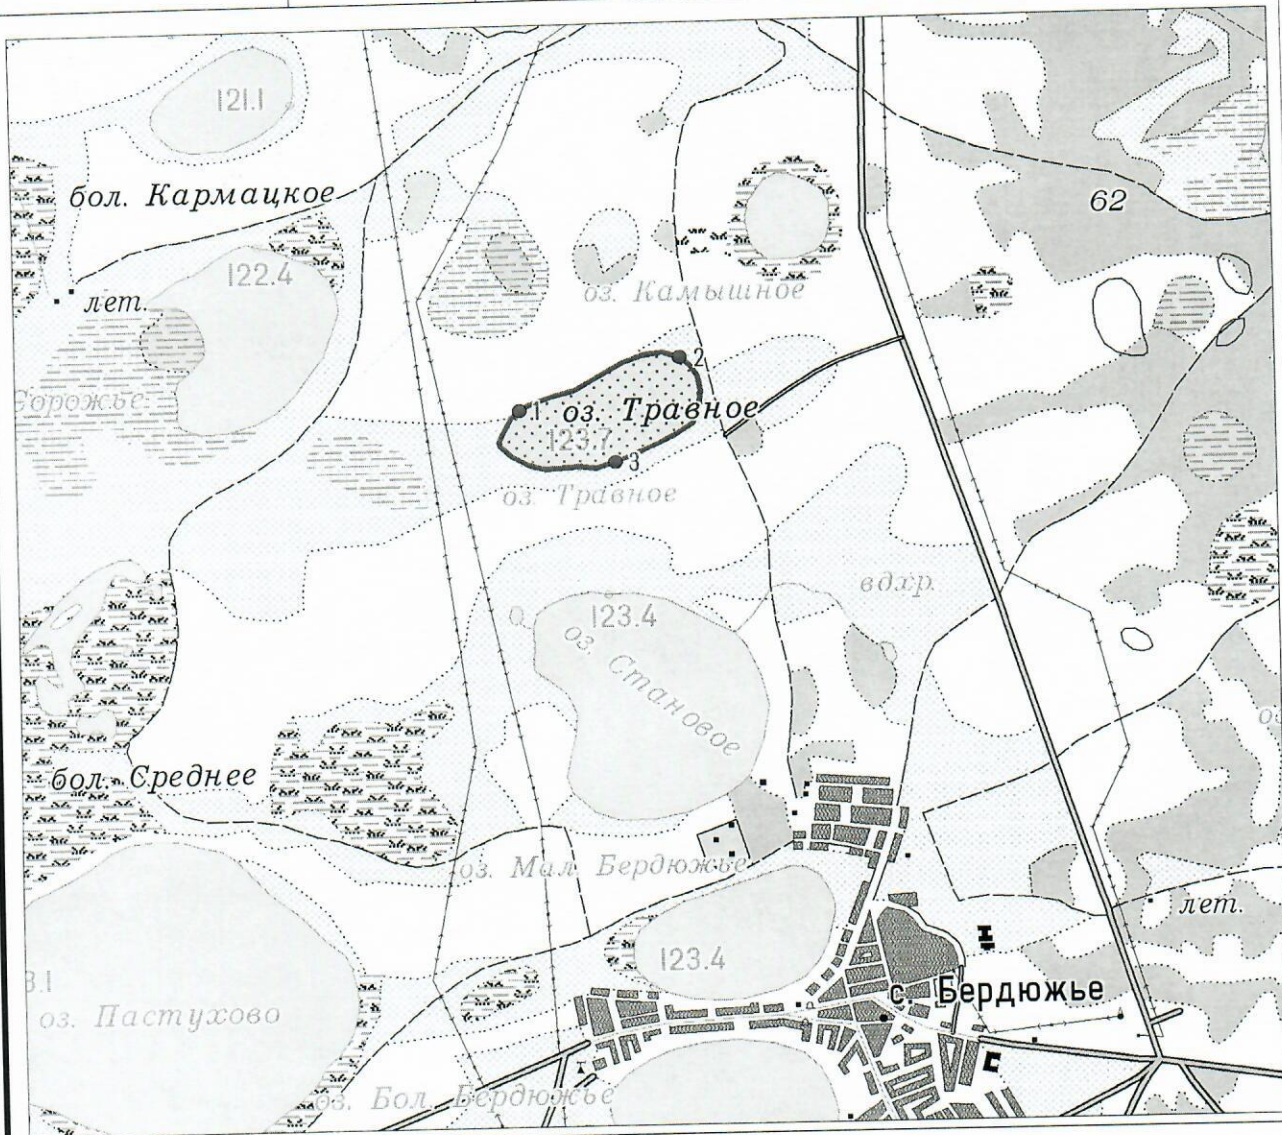 121.1
бол. Кармацкое
62
122.4
лет.
оз. Камышное
2
1
оз. Травное
123.7
3
оз. Травное
вдхр.
123.4
оз. Становое
бол. Среднее
оз. Мал. Бердюжье
лет.
123.4
с. Бердюжье
оз. Пастухово
оз. Бол. Бердюжье